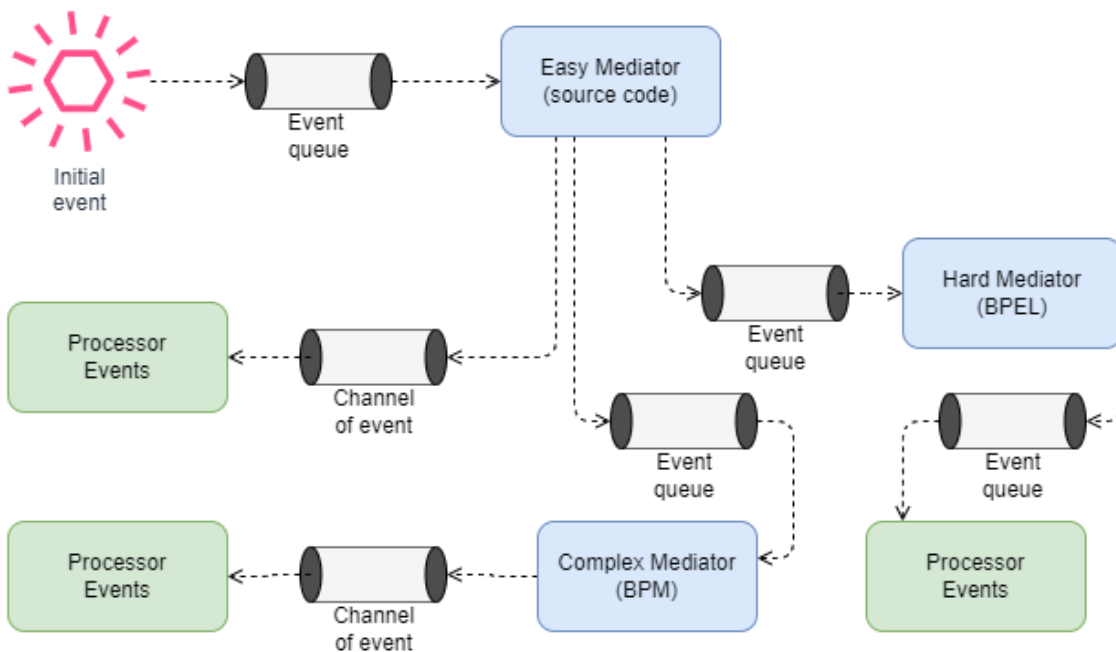 Easy Mediator
(source code)
Event
queue
Initial
event
Hard Mediator
(BPEL)
Event
queue
Processor
Events
Channel
of event
Event
queue
Event
queue
Processor
Events
Channel
of event
Complex Mediator
(BPM)
Processor
Events